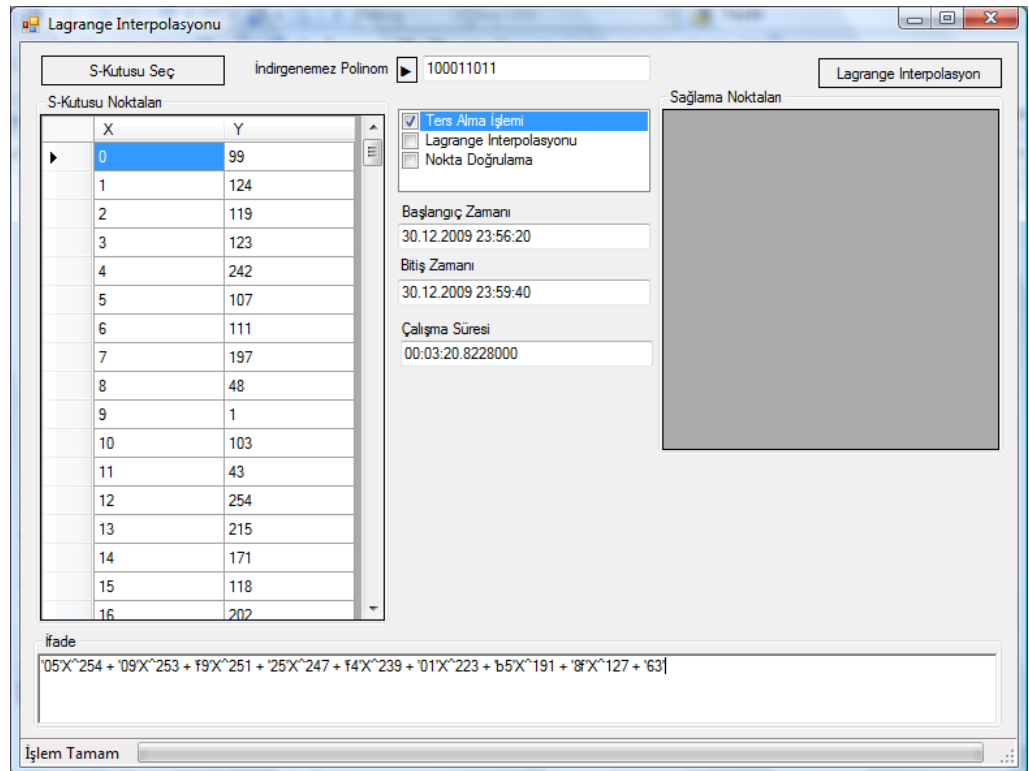 Lagrange Interpolasyonu
S-Kutusu Seç
İndirgenemez Polinom
100011011
Lagrange Interpolasyon
S-Kutusu Noktaları
X Y
0 99
1 124
2 119
3 123
4 242
5 107
6 111
7 197
8 48
9 1
10 103
11 43
12 254
13 215
14 171
15 118
16 202
Ters Alma İşlemi
Lagrange Interpolasyonu
Nokta Doğrulama
Başlangıç Zamanı
30.12.2009 23:56:20
Bitiş Zamanı
30.12.2009 23:59:40
Çalışma Süresi
00:03:20.8228000
Sağlama Noktaları
İfade
'05'X^254 + '09'X^253 + 'f9'X^251 + '25'X^247 + 'f4'X^239 + '01'X^223 + 'b5'X^191 + '8f'X^127 + '63'
İşlem Tamam